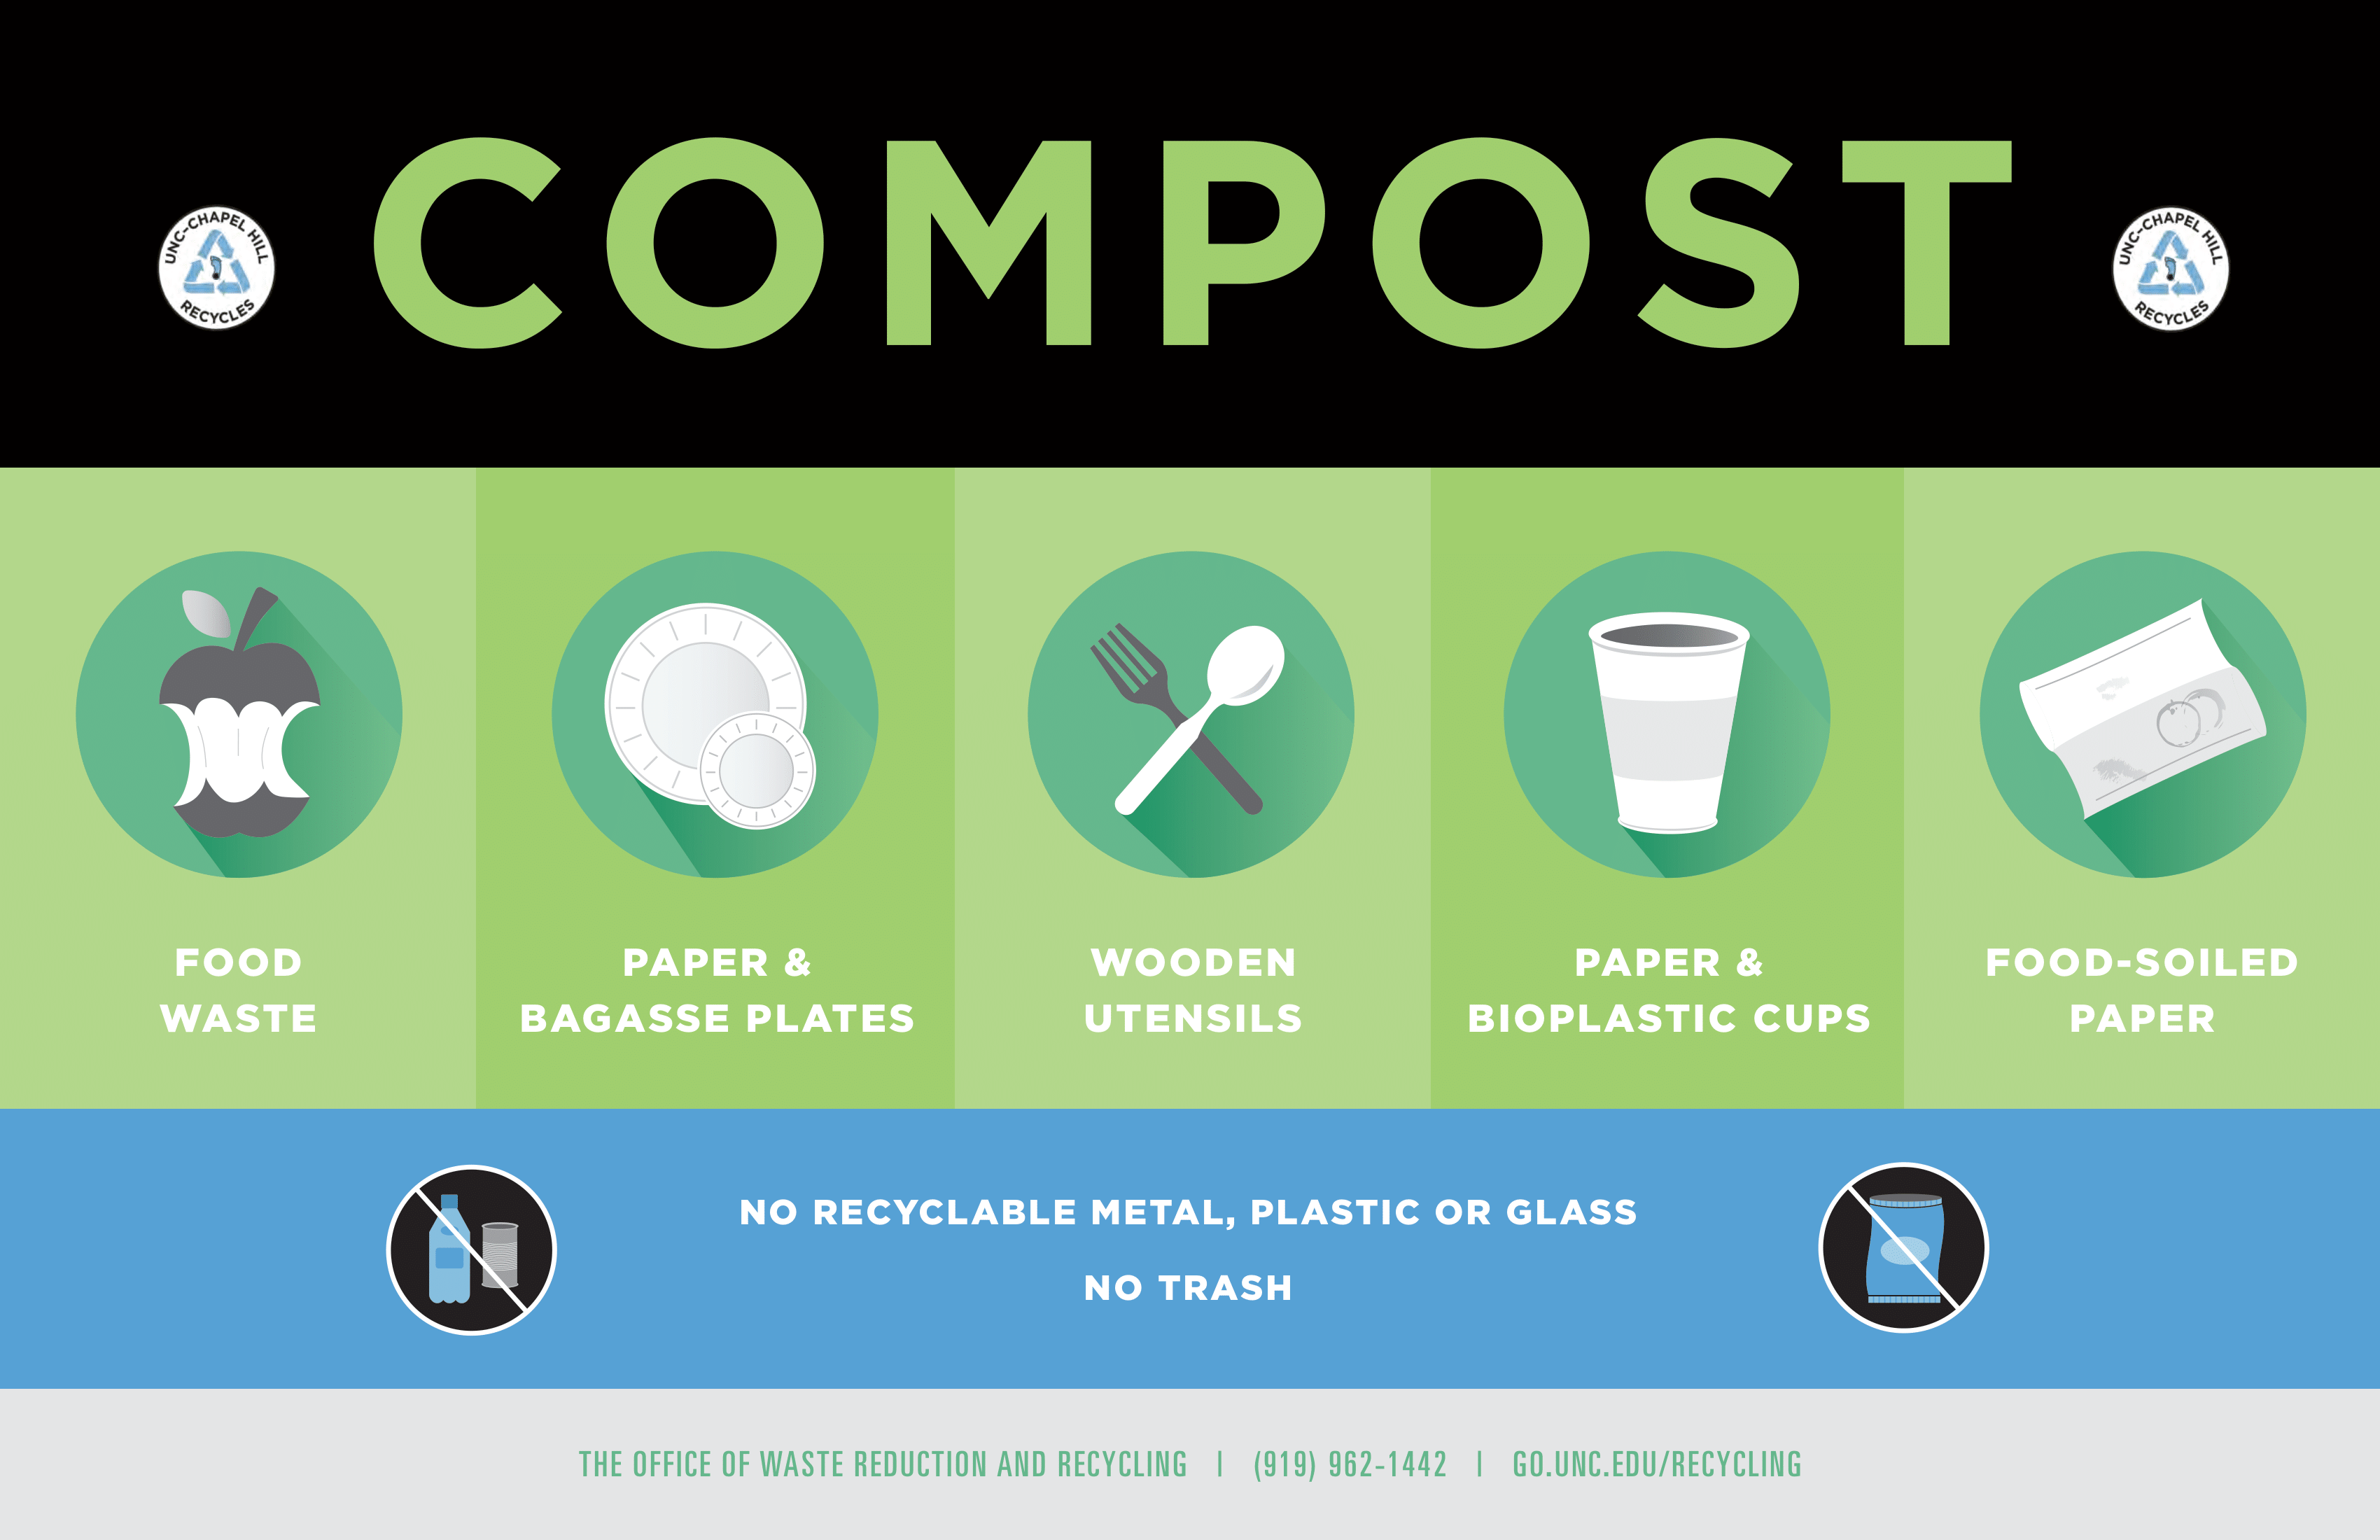 COMPOST
UNC-CHAPEL HILL
RECYCLES
UNC-CHAPEL HILL
RECYCLES
FOOD
WASTE
PAPER &
BAGASSE PLATES
WOODEN
UTENSILS
PAPER &
BIOPLASTIC CUPS
FOOD-SOILED
PAPER
NO RECYCLABLE METAL, PLASTIC OR GLASS
NO TRASH
THE OFFICE OF WASTE REDUCTION AND RECYCLING | (919) 962-1442 | GO.UNC.EDU/RECYCLING